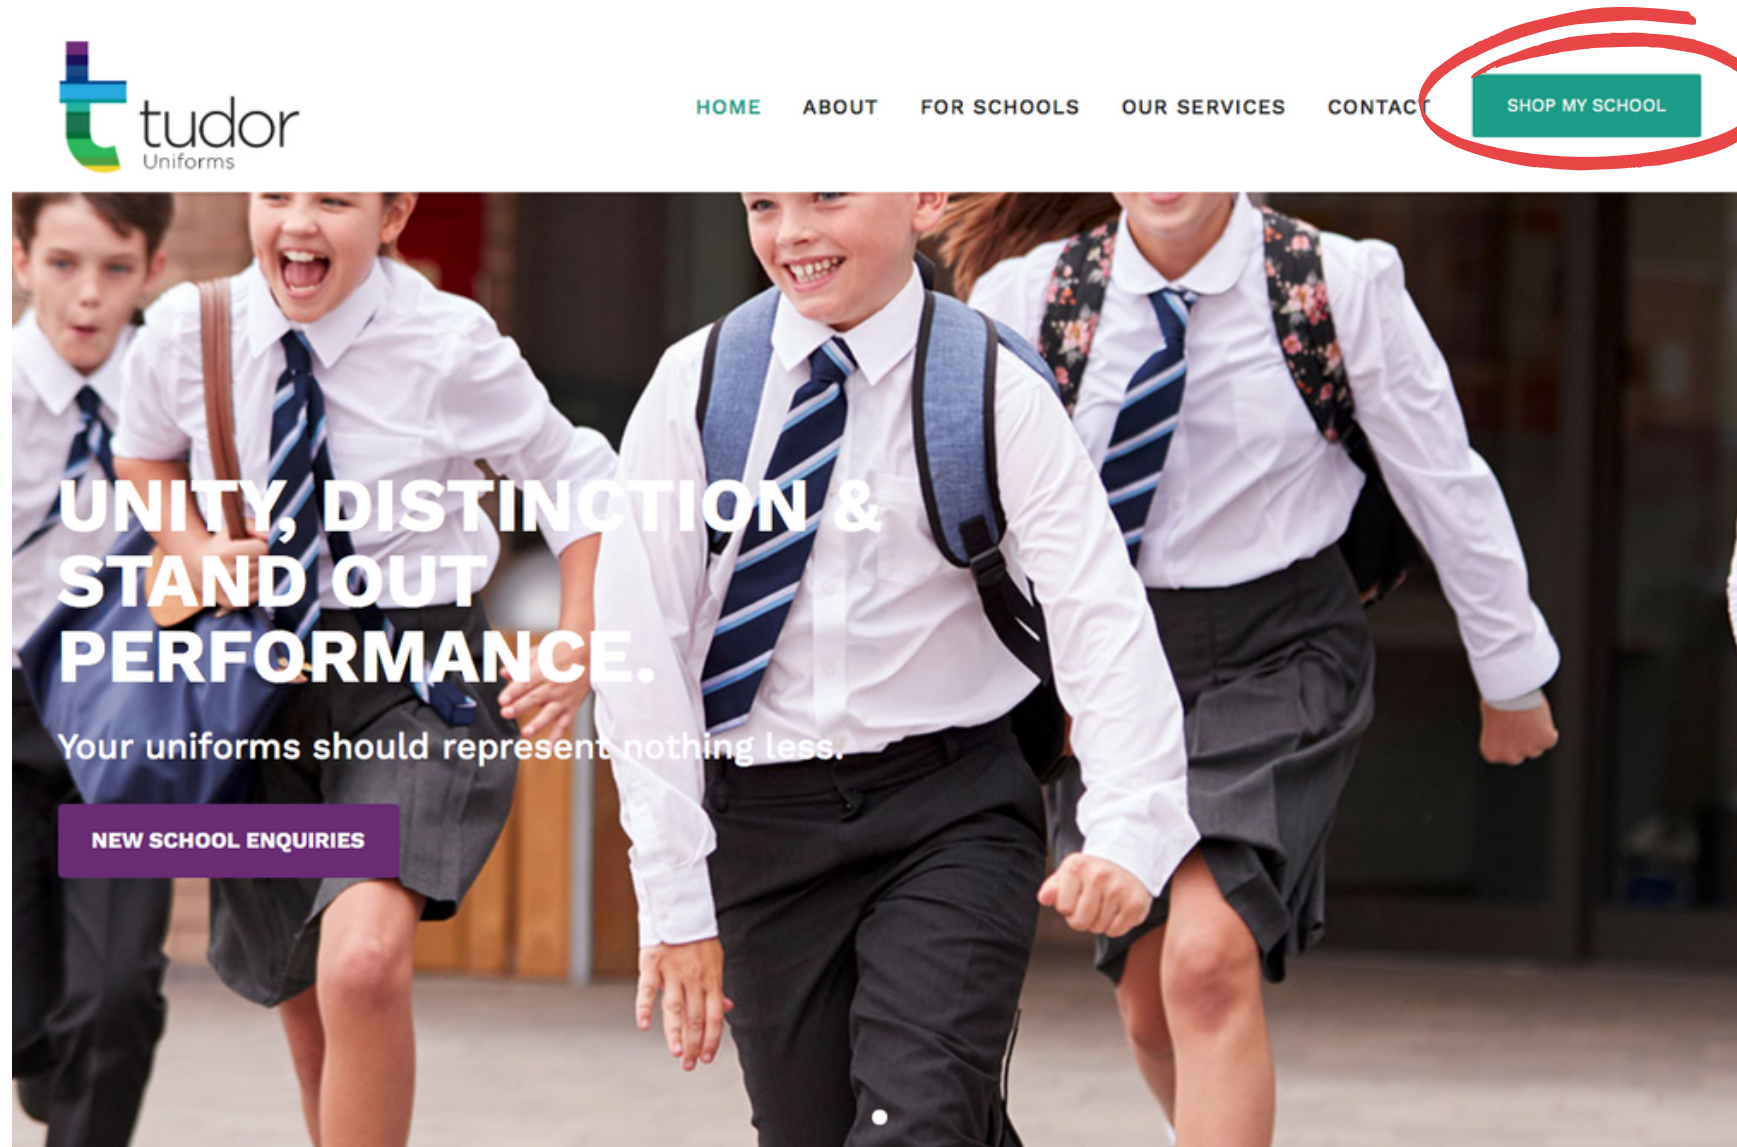 tudor
Uniforms
HOME ABOUT FOR SCHOOLS OUR SERVICES CONTACT SHOP MY SCHOOL
UNITY, DISTINCTION &
STAND OUT
PERFORMANCE.
Your uniforms should represent nothing less.
NEW SCHOOL ENQUIRIES